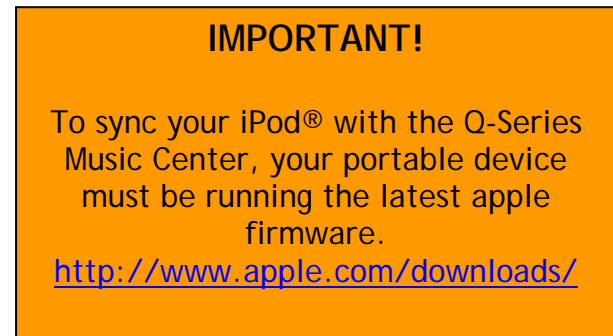 IMPORTANT!
To sync your iPod® with the Q-Series
Music Center, your portable device
must be running the latest apple
firmware.
http://www.apple.com/downloads/